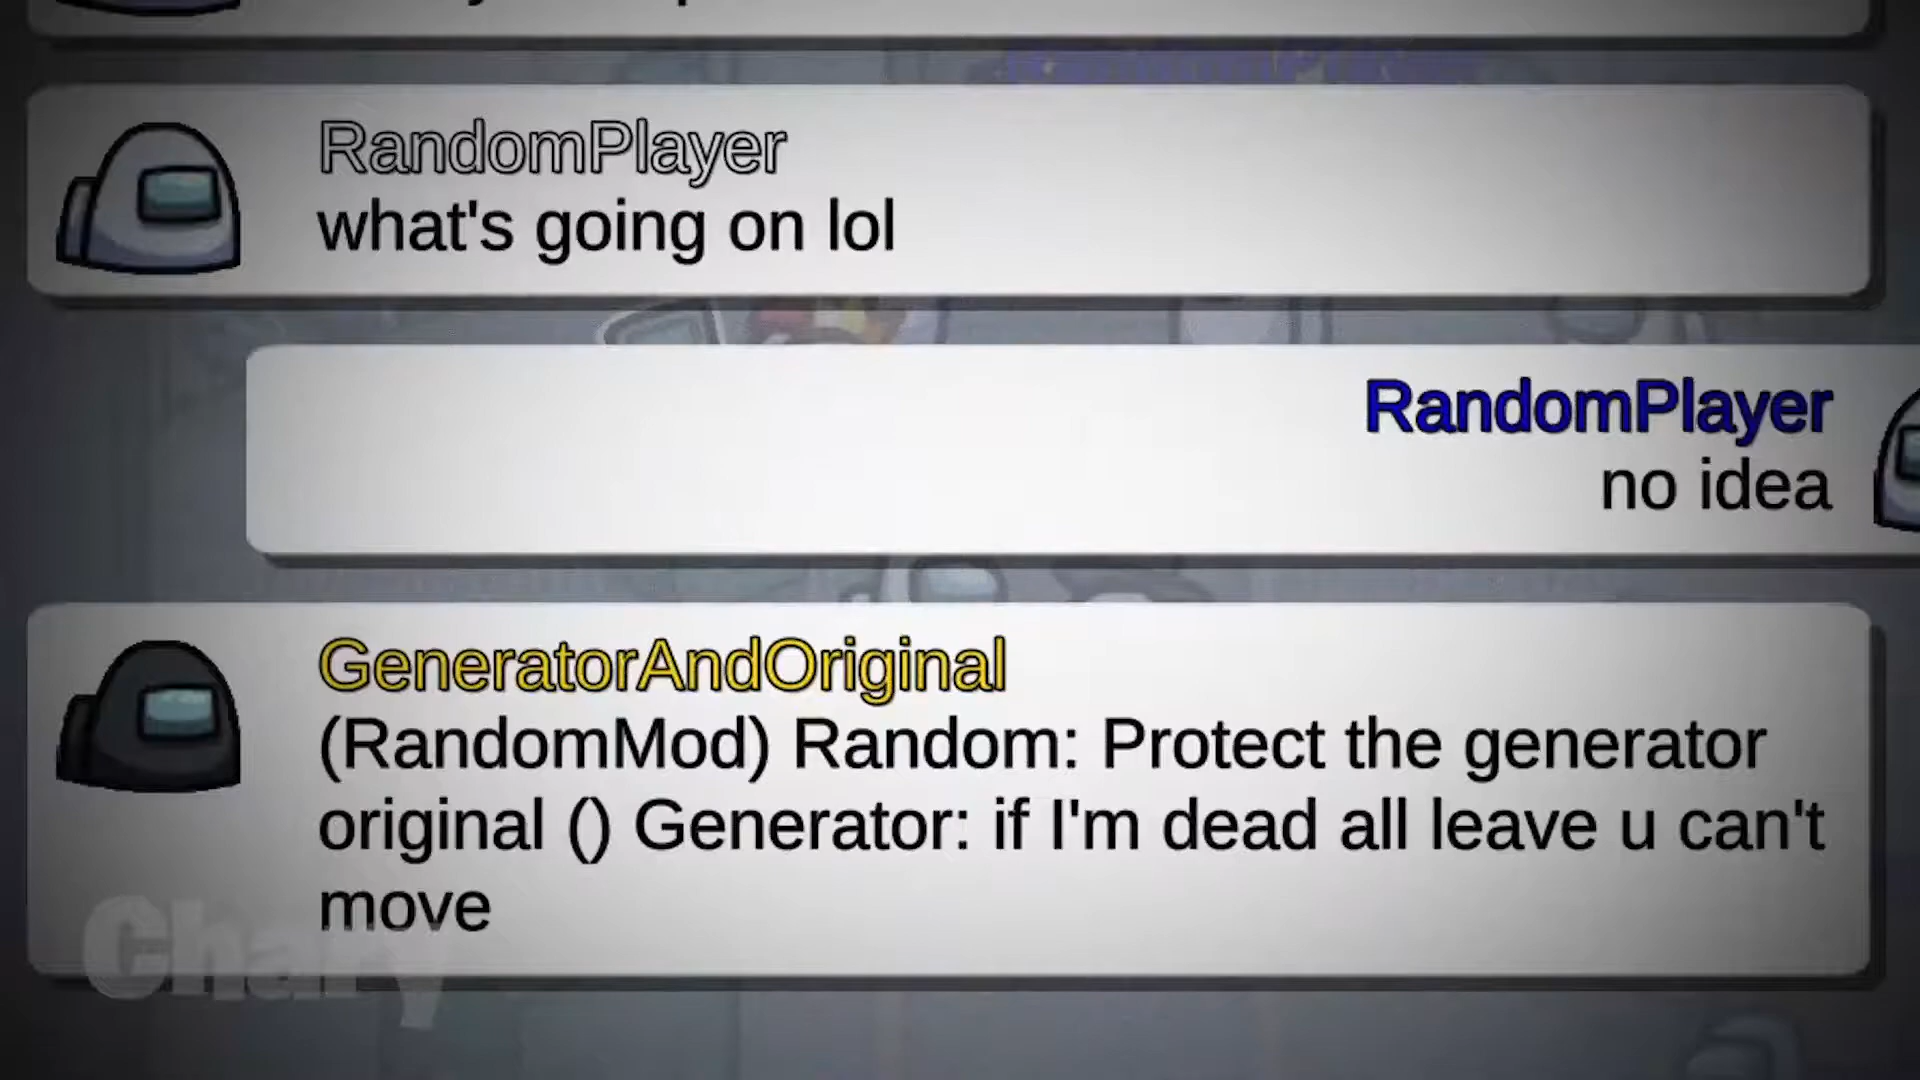 RandomPlayer
what's going on lol
RandomPlayer
no idea
GeneratorAndOriginal
(RandomMod) Random: Protect the generator
original () Generator: if I'm dead all leave u can't
move
Chary